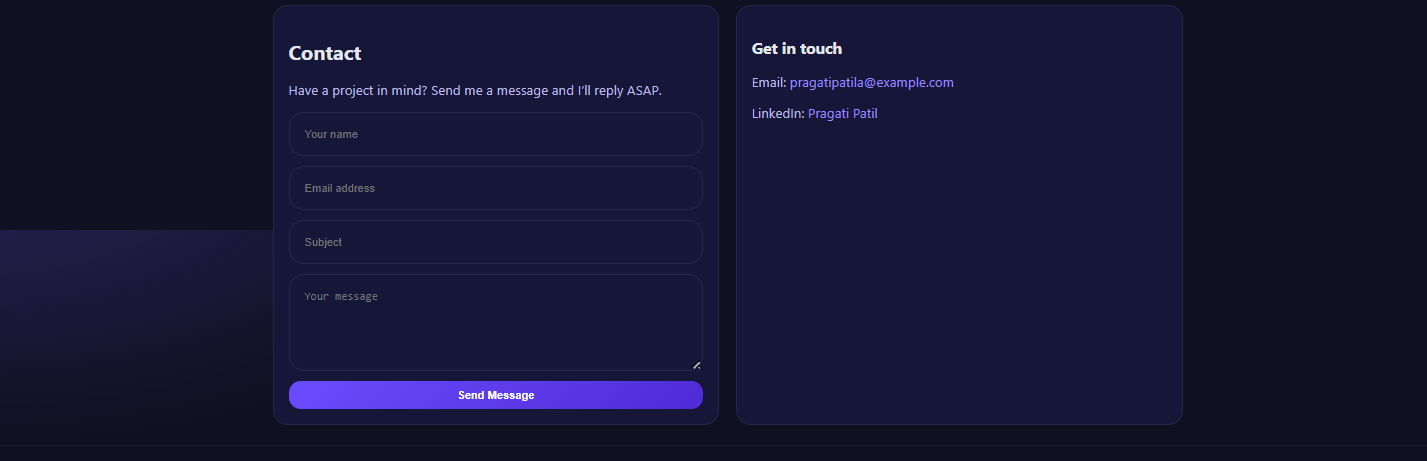 Contact
Have a project in mind? Send me a message and I’ll reply ASAP.
Your name
Email address
Subject
Your message
Send Message
Get in touch
Email: pragatipatila@example.com
LinkedIn: Pragati Patil